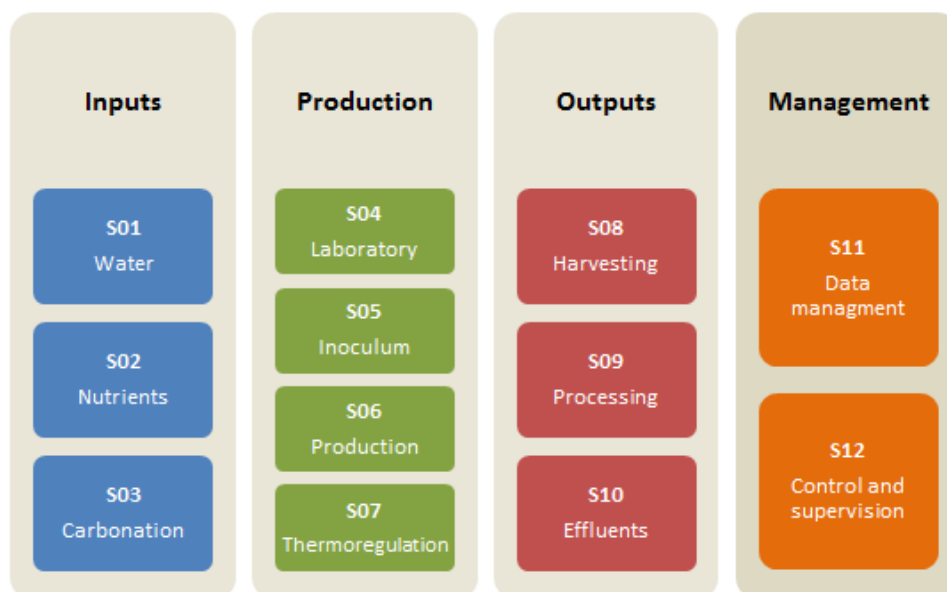 Inputs
S01
Water
S02
Nutrients
S03
Carbonation
Production
S04
Laboratory
S05
Inoculum
S06
Production
S07
Thermoregulation
Outputs
S08
Harvesting
S09
Processing
S10
Effluents
Management
S11
Data
managment
S12
Control and
supervision